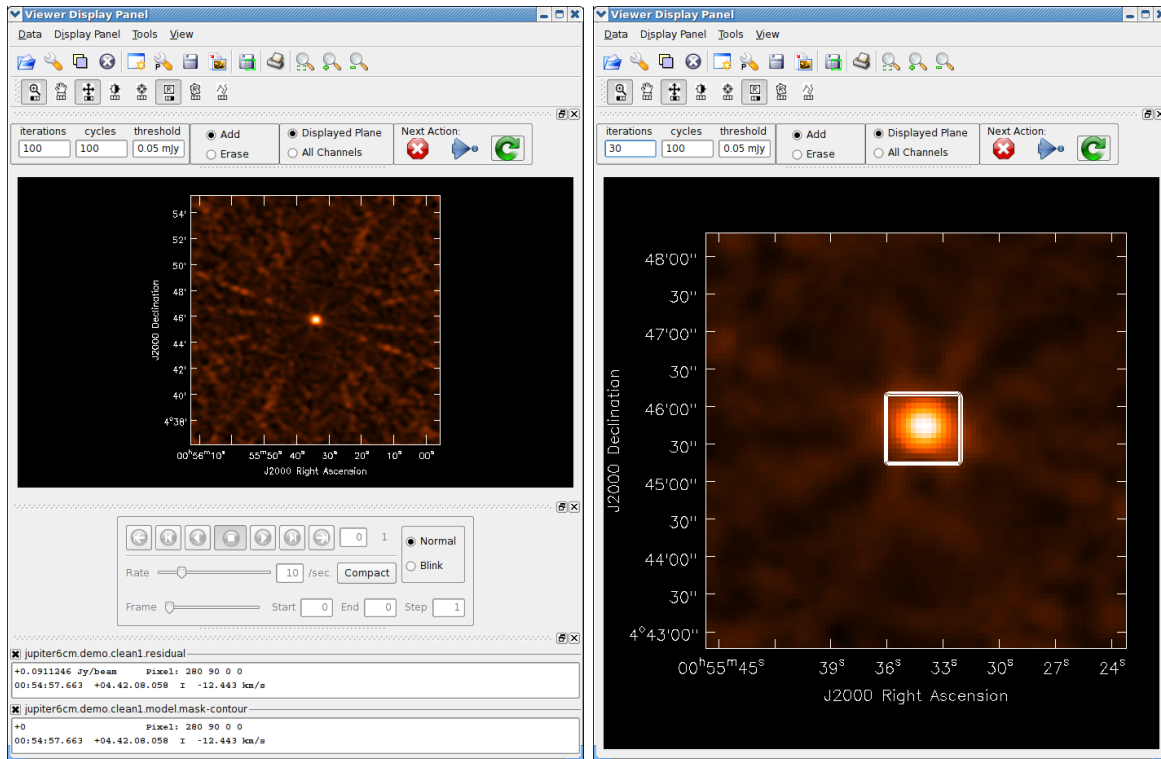 Viewer Display Panel
Data Display Panel Tools View
iterations cycles threshold
100 100 0.05 mJy
Add
Erase
Displayed Plane
All Channels
Next Action:
54'
52'
50'
48'
46'
44'
42'
40'
4°38'
J2000 Declination
00ʰ56ᵐ10ˢ 55ᵐ50ˢ 40ˢ 30ˢ 20ˢ 10ˢ 00ˢ
J2000 Right Ascension
0 1
Normal
Blink
Rate 10 /sec. Compact
Frame Start 0 End 0 Step 1
jupiter6cm.demo.clean1.residual
+0.0911246 Jy/beam Pixel: 280 90 0 0
00:54:57.663 +04.42.08.058 I -12.443 km/s
jupiter6cm.demo.clean1.model.mask-contour
+0 Pixel: 280 90 0 0
00:54:57.663 +04.42.08.058 I -12.443 km/s
Viewer Display Panel
Data Display Panel Tools View
iterations cycles threshold
30 100 0.05 mJy
Add
Erase
Displayed Plane
All Channels
Next Action:
48'00"
30"
47'00"
30"
46'00"
30"
45'00"
30"
44'00"
30"
4°43'00"
J2000 Declination
00ʰ55ᵐ45ˢ 39ˢ 36ˢ 33ˢ 30ˢ 27ˢ 24ˢ
J2000 Right Ascension